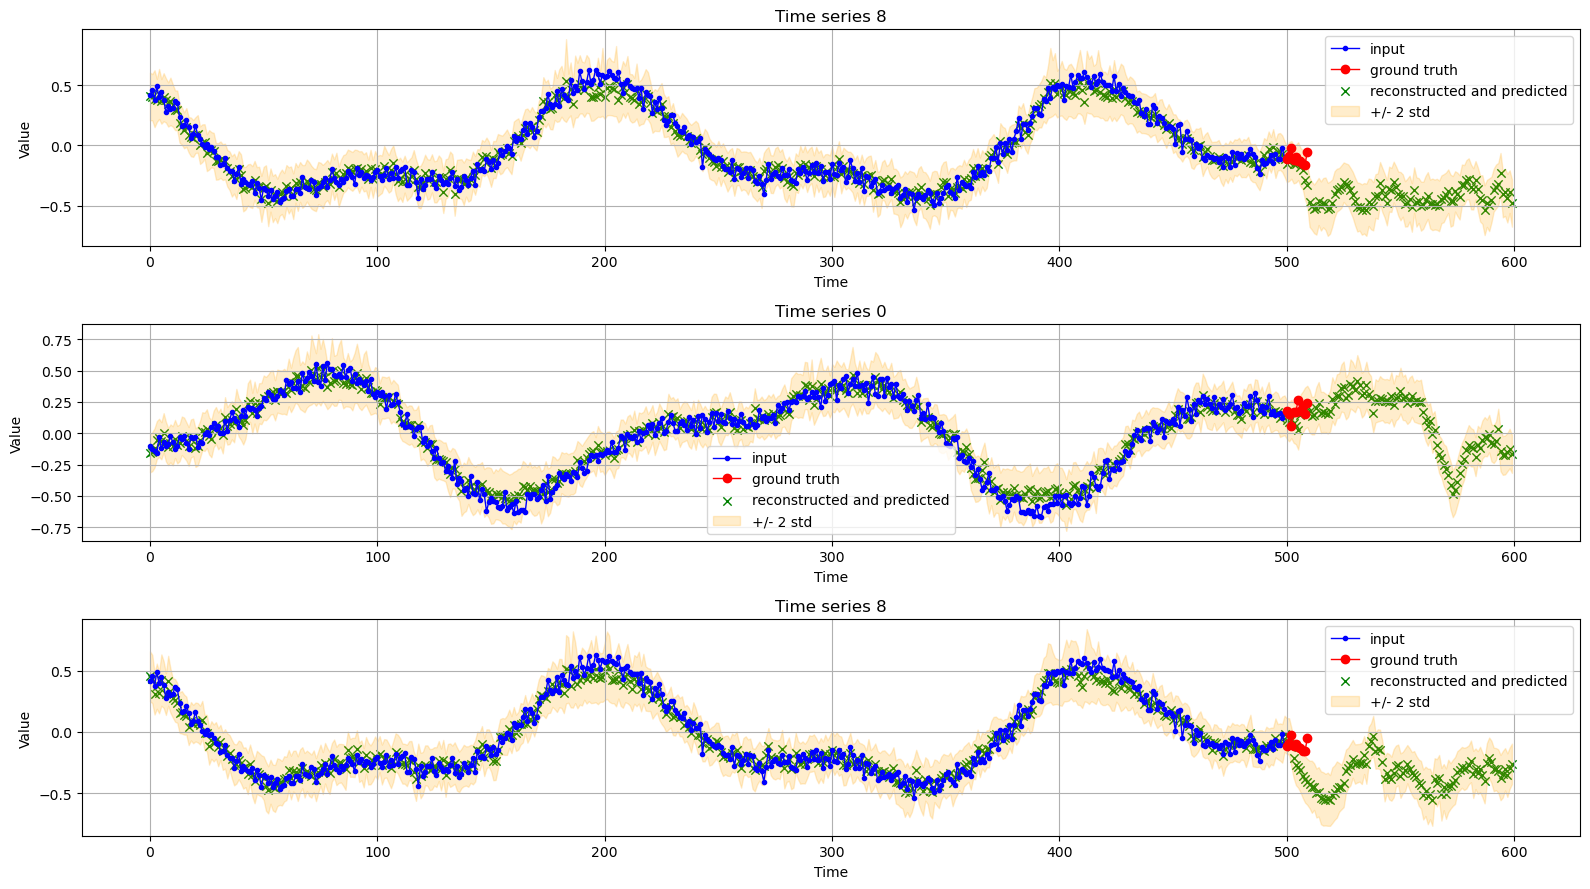 Time series 8
Value
0.5
0.0
−0.5
input
ground truth
reconstructed and predicted
+/- 2 std
0 100 200 300 400 500 600
Time
Time series 0
Value
0.75
0.50
0.25
0.00
−0.25
−0.50
−0.75
input
ground truth
reconstructed and predicted
+/- 2 std
0 100 200 300 400 500 600
Time
Time series 8
Value
0.5
0.0
−0.5
input
ground truth
reconstructed and predicted
+/- 2 std
0 100 200 300 400 500 600
Time